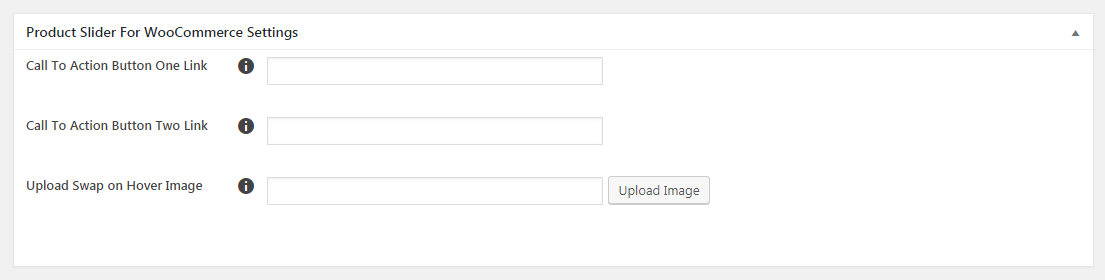 Product Slider For WooCommerce Settings
Call To Action Button One Link
Call To Action Button Two Link
Upload Swap on Hover Image Upload Image